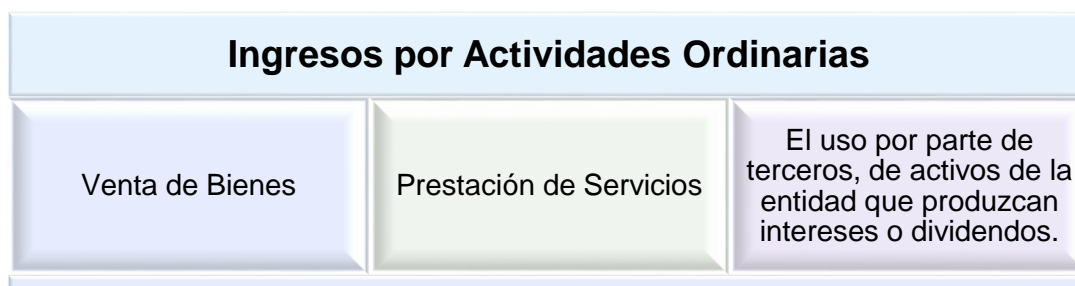 Ingresos por Actividades Ordinarias
Venta de Bienes
Prestación de Servicios
El uso por parte de
terceros, de activos de la
entidad que produzcan
intereses o dividendos.